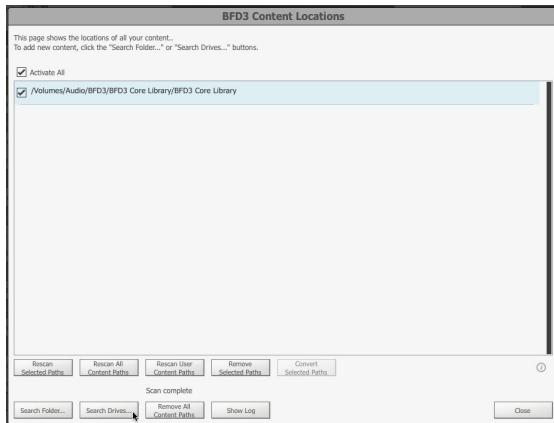 BFD3 Content Locations
This page shows the locations of all your content..
To add new content, click the "Search Folder..." or "Search Drives..." buttons.
Activate All
/Volumes/Audio/BFD3/BFD3 Core Library/BFD3 Core Library
Rescan
Selected Paths
Rescan All
Content Paths
Rescan User
Content Paths
Remove
Selected Paths
Convert
Selected Paths
Scan complete
Search Folder...
Search Drives...
Remove All
Content Paths
Show Log
Close